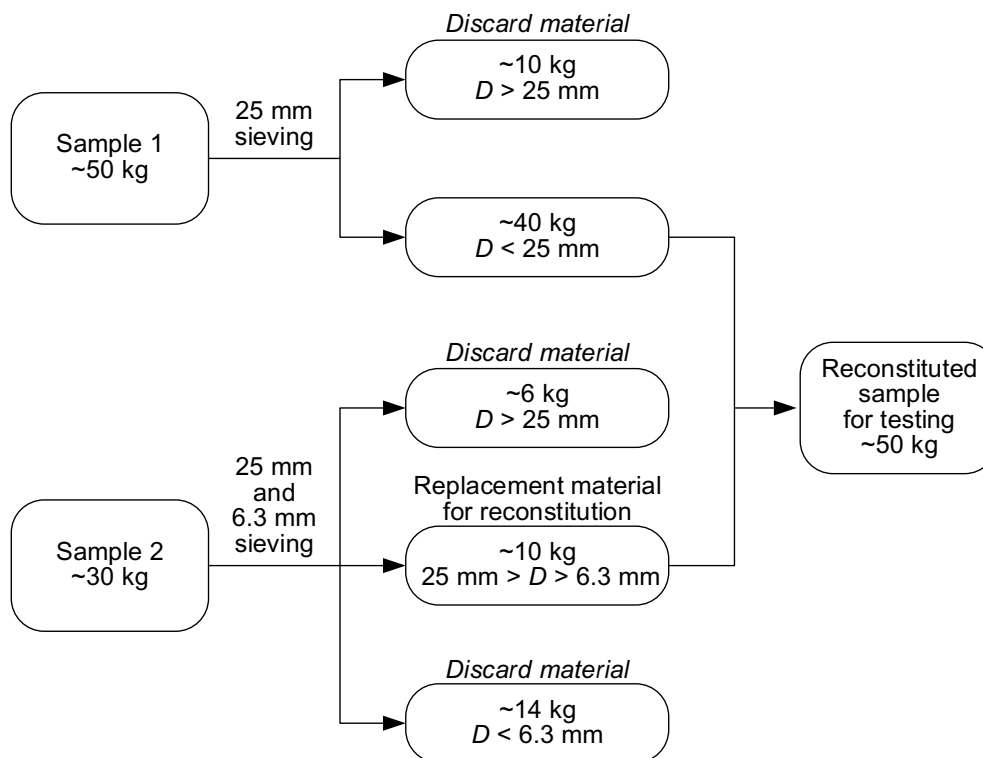 Discard material
~10 kg
D > 25 mm
25 mm
sieving
Sample 1
~50 kg
~40 kg
D < 25 mm
Discard material
~6 kg
D > 25 mm
Reconstituted
sample
for testing
~50 kg
25 mm
and
6.3 mm
sieving
Replacement material
for reconstitution
Sample 2
~30 kg
~10 kg
25 mm > D > 6.3 mm
Discard material
~14 kg
D < 6.3 mm